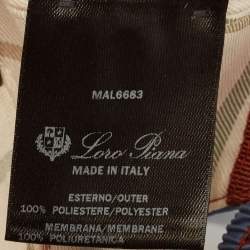 MAL6683
Loro Piana
MADE IN ITALY
ESTERNO/OUTER
100% POLIESTERE/POLYESTER
MEMBRANA/MEMBRANE
100% POLIURETANICA